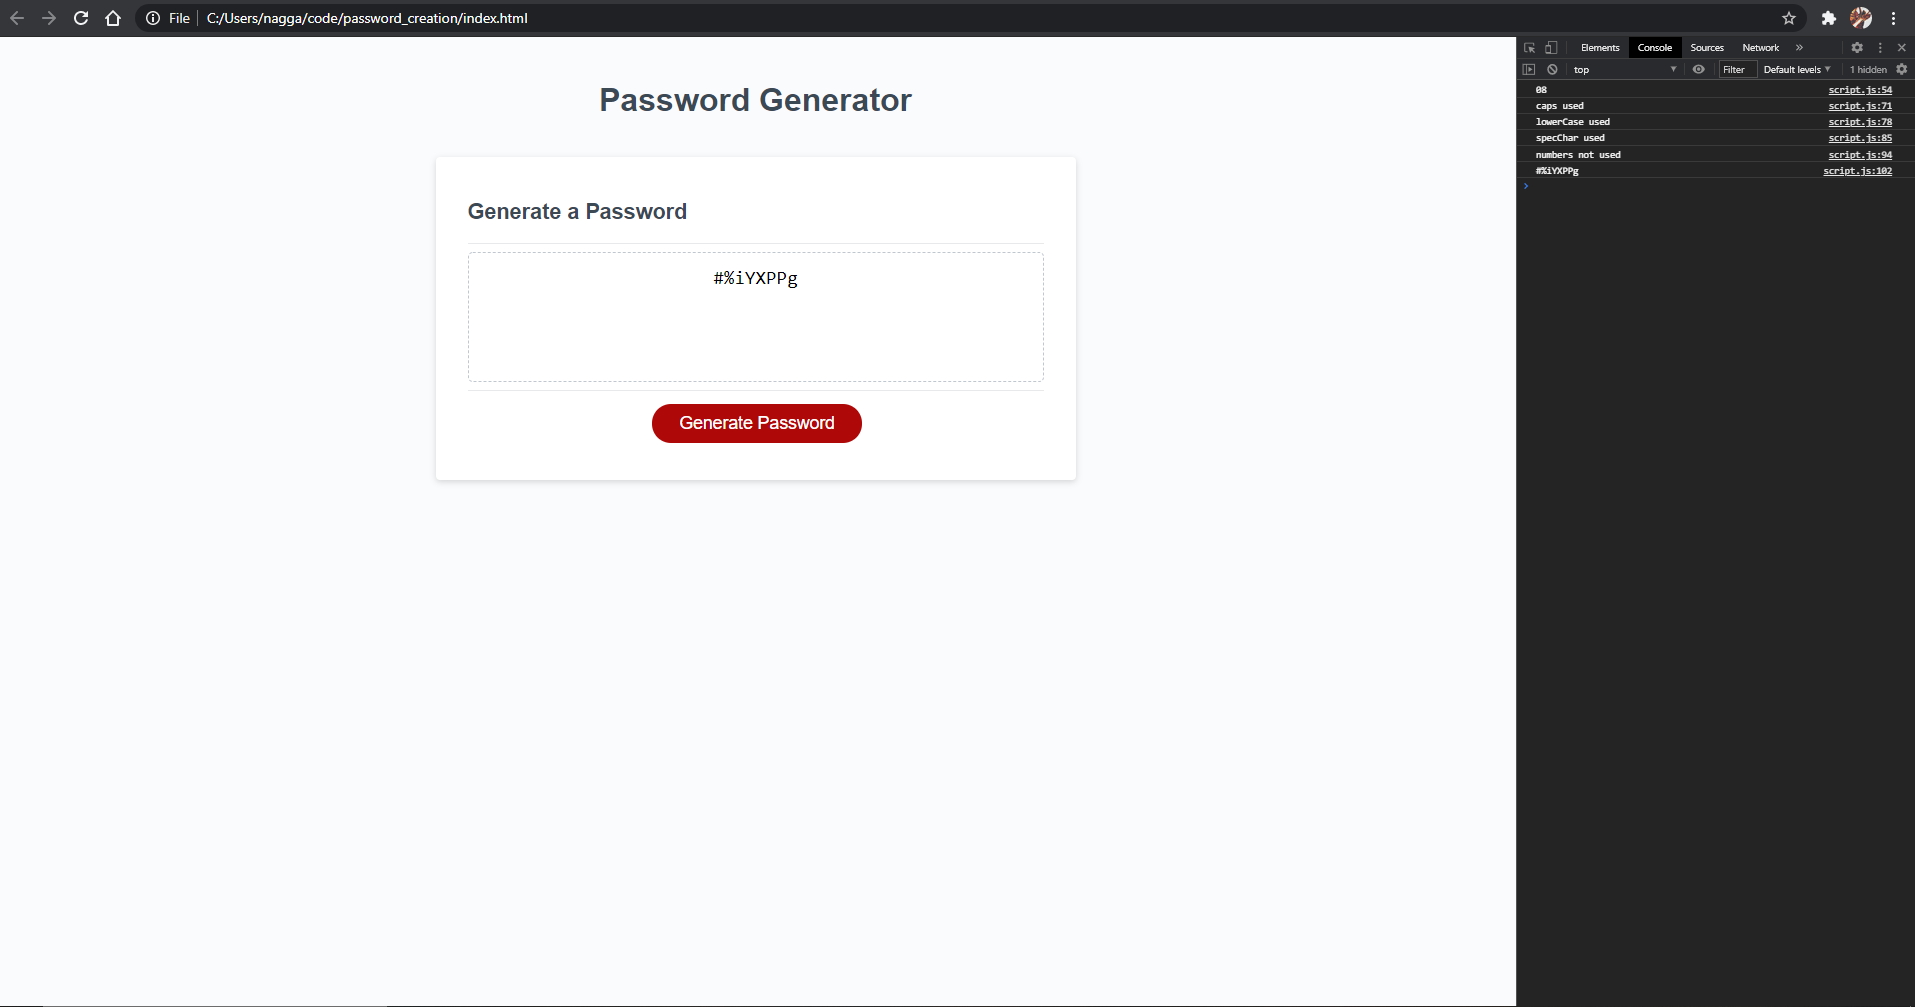 File C:/Users/nagga/code/password_creation/index.html
Elements Console Sources Network »
top Filter Default levels 1 hidden
Password Generator
Generate a Password
#%iYXPPg
Generate Password
08 script.js:54
caps used script.js:71
lowerCase used script.js:78
specChar used script.js:85
numbers not used script.js:94
#%iYXPPg script.js:102